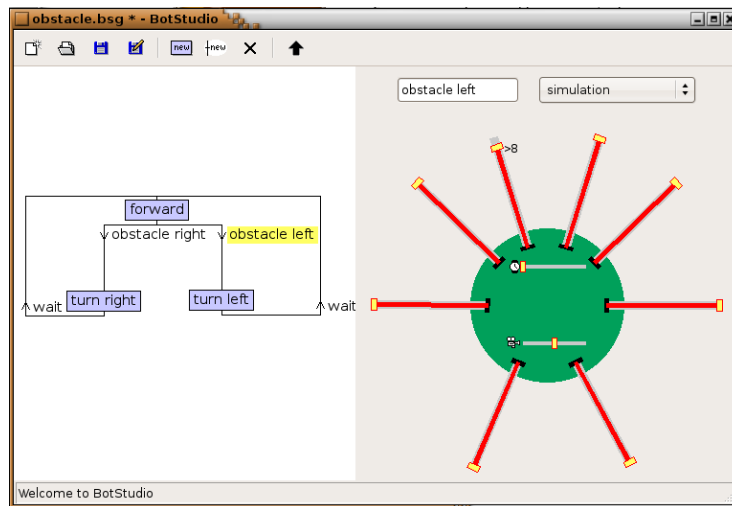 obstacle.bsg * - BotStudio
new
new
obstacle left
simulation
>8
forward
obstacle right
obstacle left
wait
turn right
turn left
wait
Welcome to BotStudio